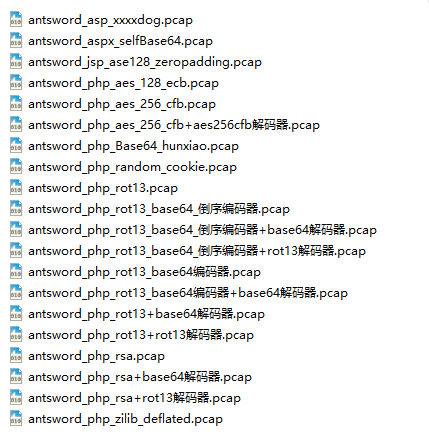 antsword_asp_xxxxdog.pcap
antsword_aspx_selfBase64.pcap
antsword_jsp_ase128_zeropadding.pcap
antsword_php_aes_128_ecb.pcap
antsword_php_aes_256_cfb.pcap
antsword_php_aes_256_cfb+aes256cfb解码器.pcap
antsword_php_Base64_hunxiao.pcap
antsword_php_random_cookie.pcap
antsword_php_rot13.pcap
antsword_php_rot13_base64_倒序编码器.pcap
antsword_php_rot13_base64_倒序编码器+base64解码器.pcap
antsword_php_rot13_base64_倒序编码器+rot13解码器.pcap
antsword_php_rot13_base64编码器.pcap
antsword_php_rot13_base64编码器+base64解码器.pcap
antsword_php_rot13+base64解码器.pcap
antsword_php_rot13+rot13解码器.pcap
antsword_php_rsa.pcap
antsword_php_rsa+base64解码器.pcap
antsword_php_rsa+rot13解码器.pcap
antsword_php_zilib_deflated.pcap